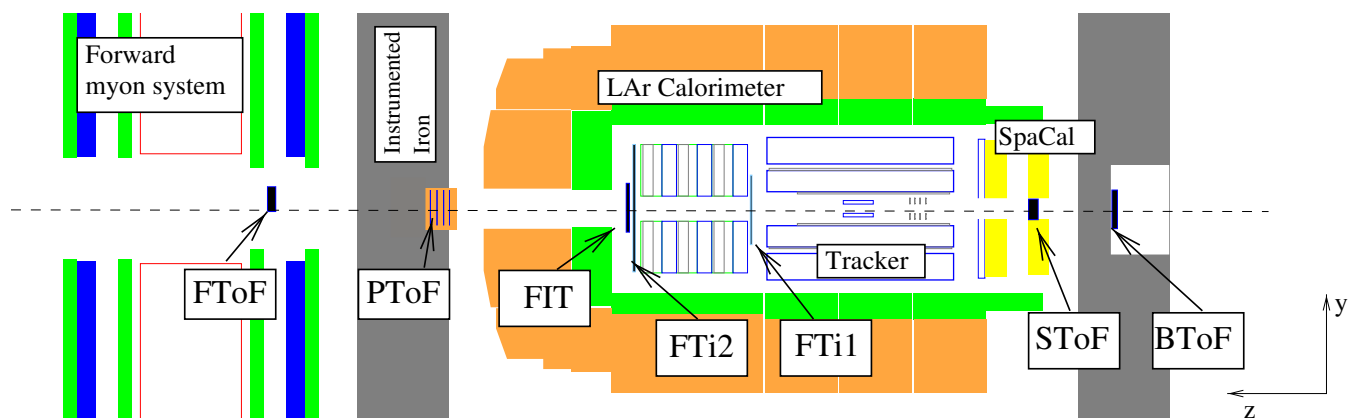 Forward
myon system
Instrumented
Iron
LAr Calorimeter
SpaCal
Tracker
FToF
PToF
FIT
FTi2
FTi1
SToF
BToF
y
z